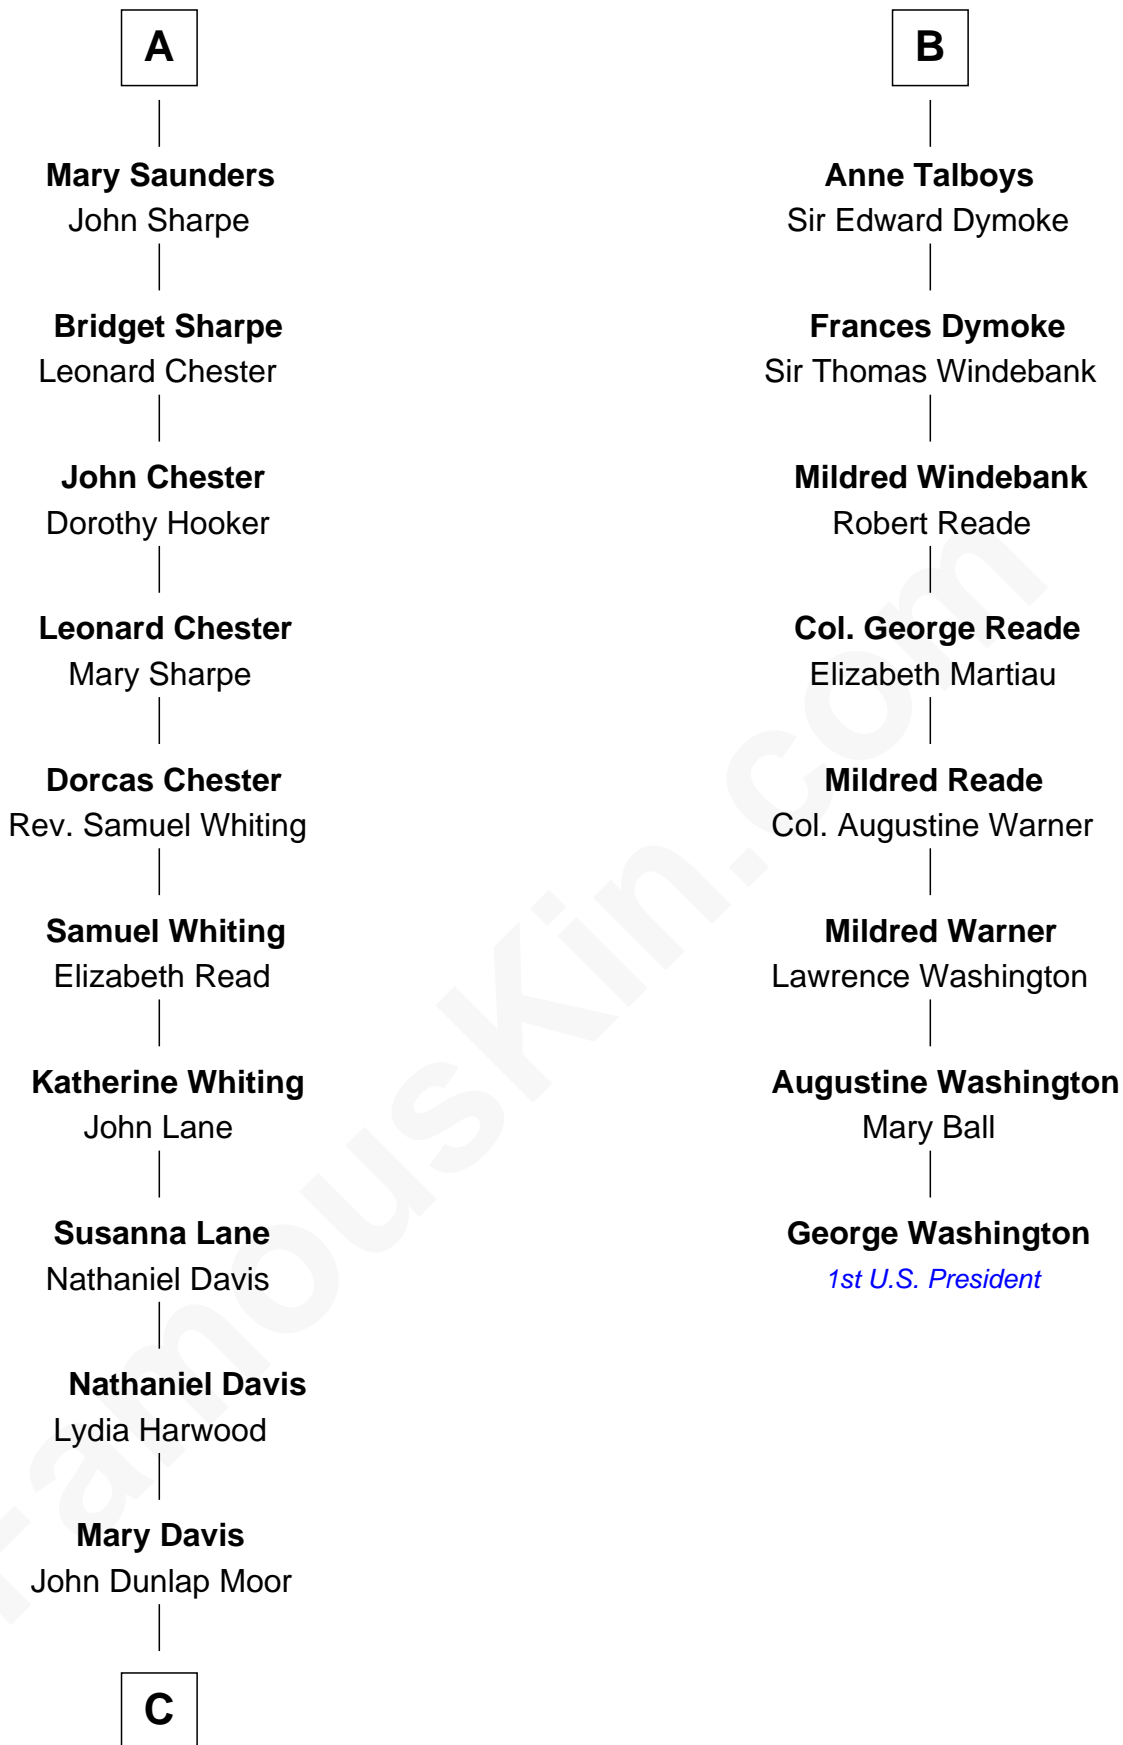 A
Mary Saunders
John Sharpe
Bridget Sharpe
Leonard Chester
John Chester
Dorothy Hooker
Leonard Chester
Mary Sharpe
Dorcas Chester
Rev. Samuel Whiting
Samuel Whiting
Elizabeth Read
Katherine Whiting
John Lane
Susanna Lane
Nathaniel Davis
Nathaniel Davis
Lydia Harwood
Mary Davis
John Dunlap Moor
C
B
Anne Talboys
Sir Edward Dymoke
Frances Dymoke
Sir Thomas Windebank
Mildred Windebank
Robert Reade
Col. George Reade
Elizabeth Martiau
Mildred Reade
Col. Augustine Warner
Mildred Warner
Lawrence Washington
Augustine Washington
Mary Ball
George Washington
1st U.S. President
FamousKin.com